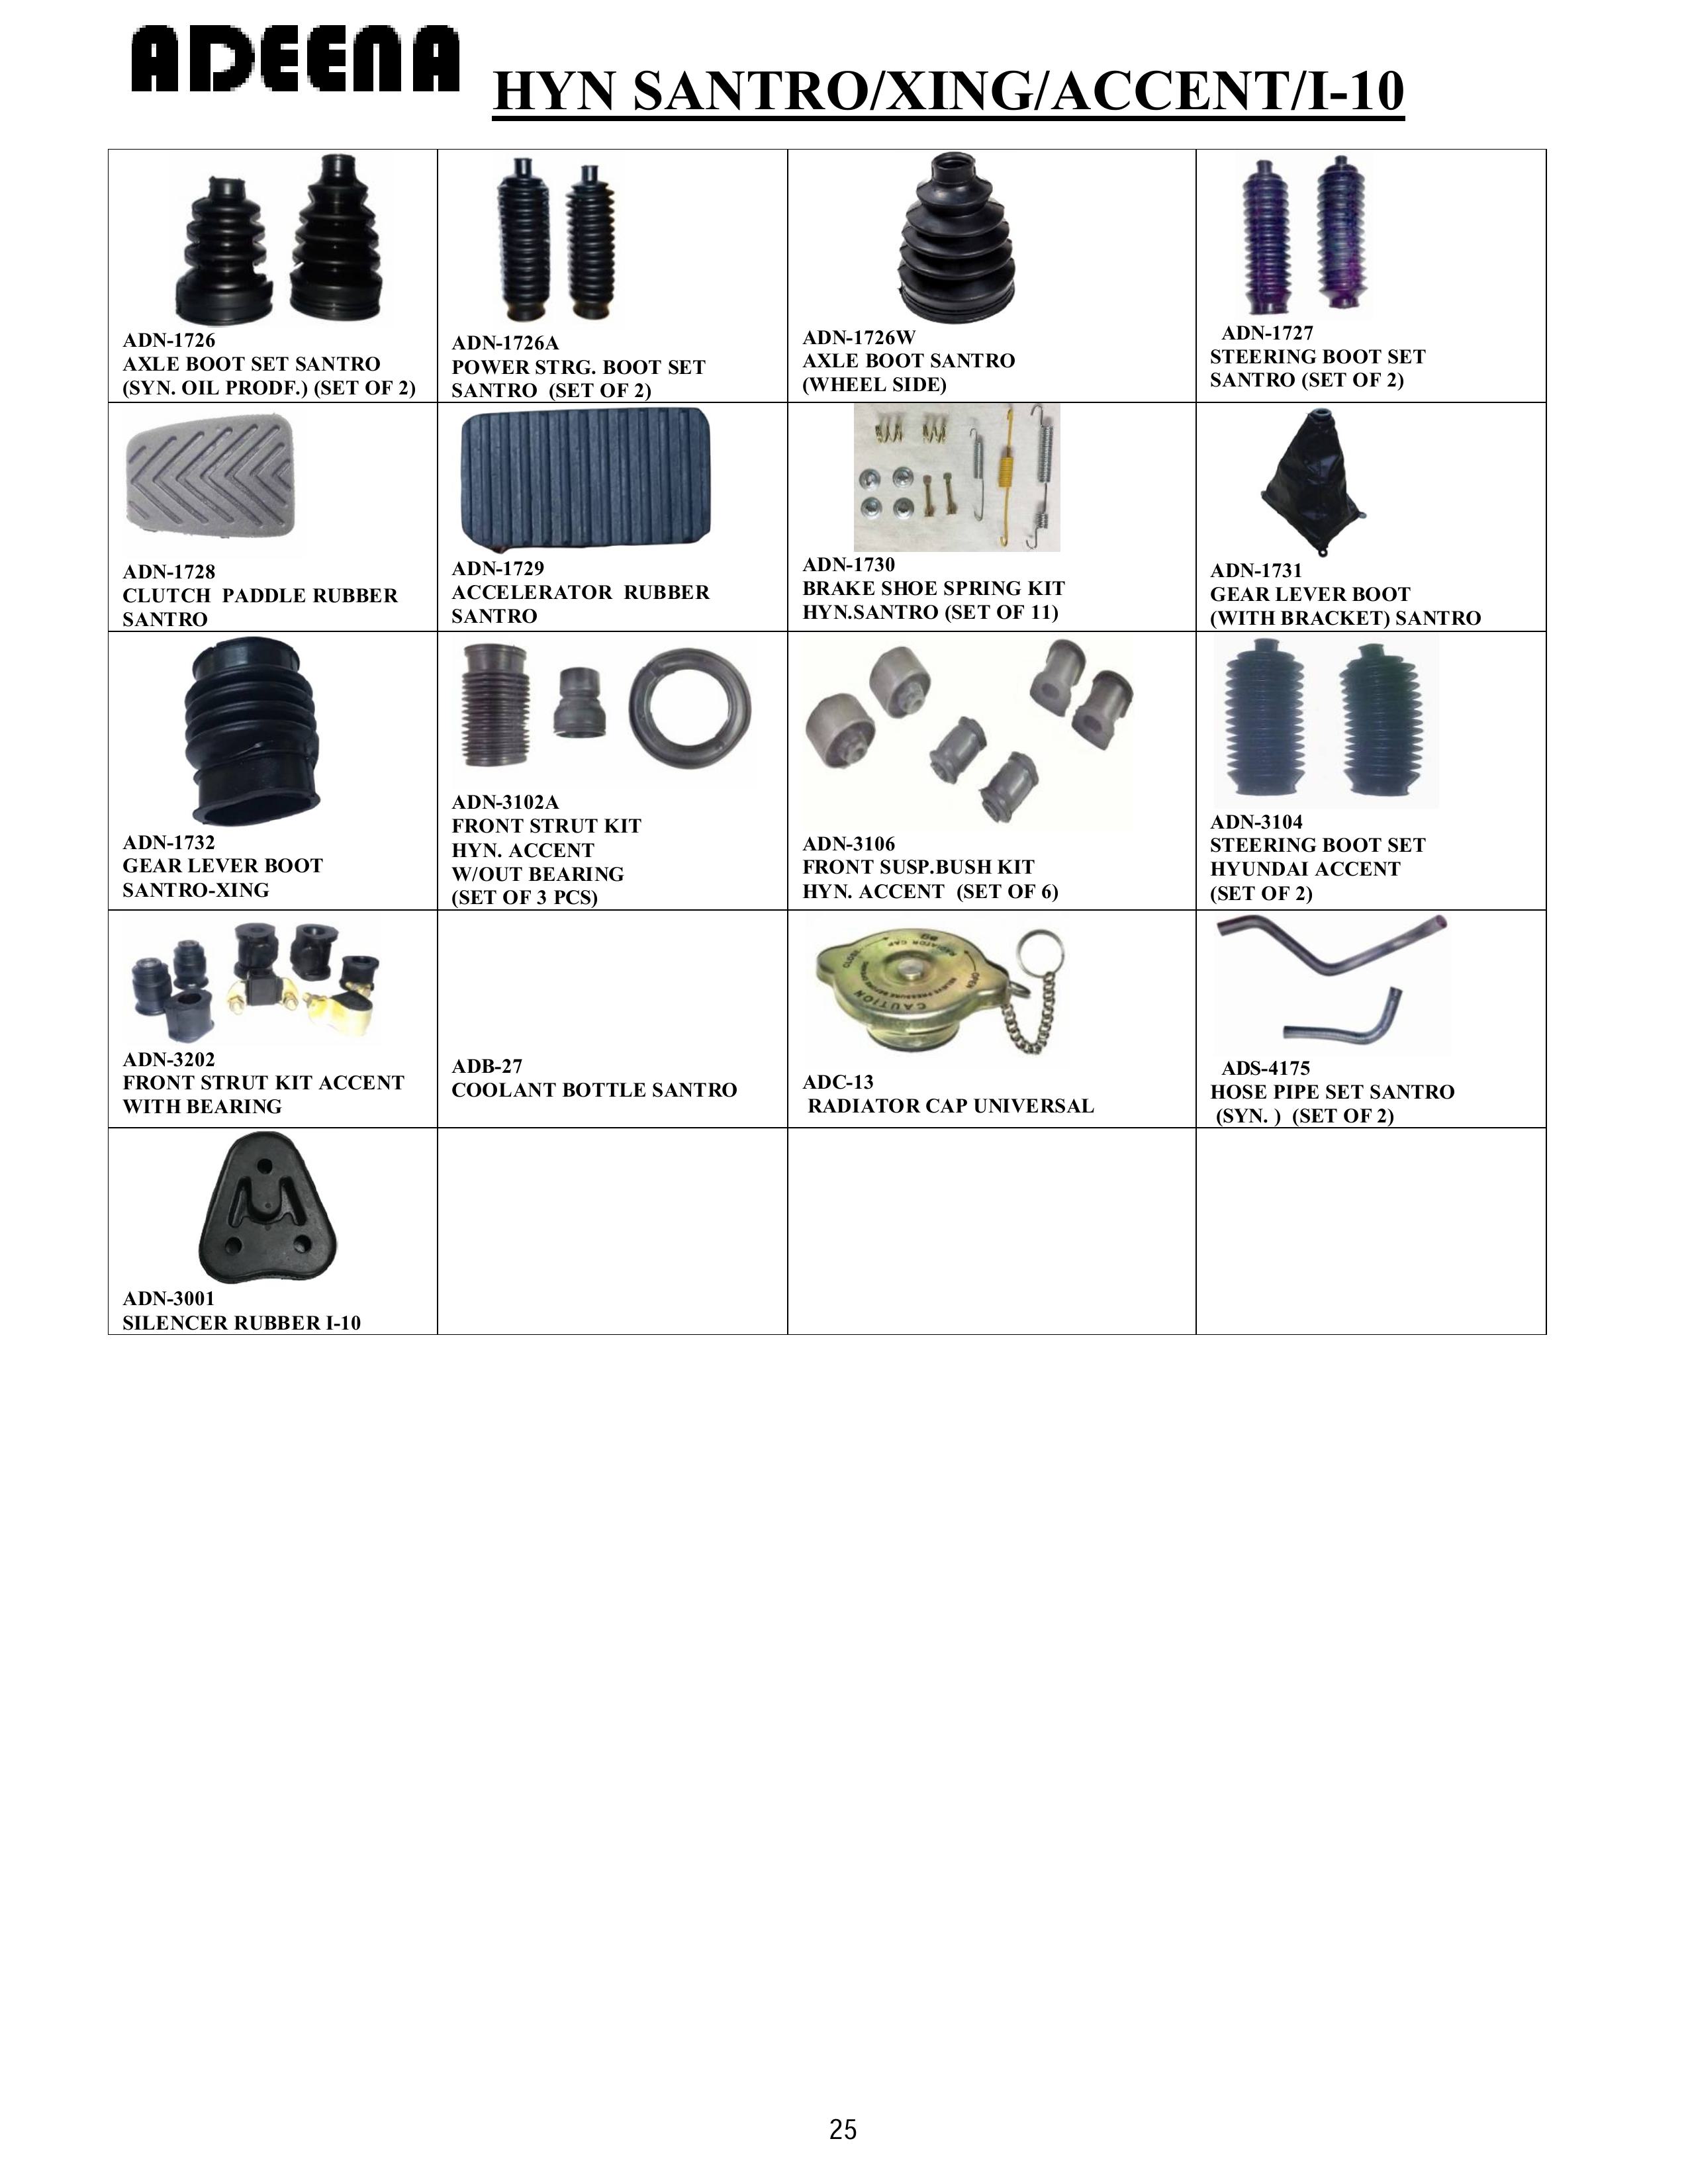 ADEENA
HYN SANTRO/XING/ACCENT/I-10
ADN-1726
AXLE BOOT SET SANTRO
(SYN. OIL PRODF.) (SET OF 2)
ADN-1726A
POWER STRG. BOOT SET
SANTRO (SET OF 2)
ADN-1726W
AXLE BOOT SANTRO
(WHEEL SIDE)
ADN-1727
STEERING BOOT SET
SANTRO (SET OF 2)
ADN-1728
CLUTCH PADDLE RUBBER
SANTRO
ADN-1729
ACCELERATOR RUBBER
SANTRO
ADN-1730
BRAKE SHOE SPRING KIT
HYN.SANTRO (SET OF 11)
ADN-1731
GEAR LEVER BOOT
(WITH BRACKET) SANTRO
ADN-1732
GEAR LEVER BOOT
SANTRO-XING
ADN-3102A
FRONT STRUT KIT
HYN. ACCENT
W/OUT BEARING
(SET OF 3 PCS)
ADN-3106
FRONT SUSP.BUSH KIT
HYN. ACCENT (SET OF 6)
ADN-3104
STEERING BOOT SET
HYUNDAI ACCENT
(SET OF 2)
ADN-3202
FRONT STRUT KIT ACCENT
WITH BEARING
ADB-27
COOLANT BOTTLE SANTRO
CAUTION
OPEN
ADC-13
RADIATOR CAP UNIVERSAL
ADS-4175
HOSE PIPE SET SANTRO
(SYN. ) (SET OF 2)
ADN-3001
SILENCER RUBBER I-10
25